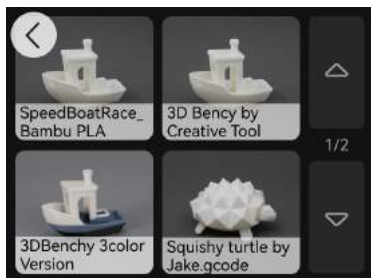 SpeedBoatRace_
Bambu PLA
3D Bency by
Creative Tool
1/2
3DBenchy 3color
Version
Squishy turtle by
Jake.gcode